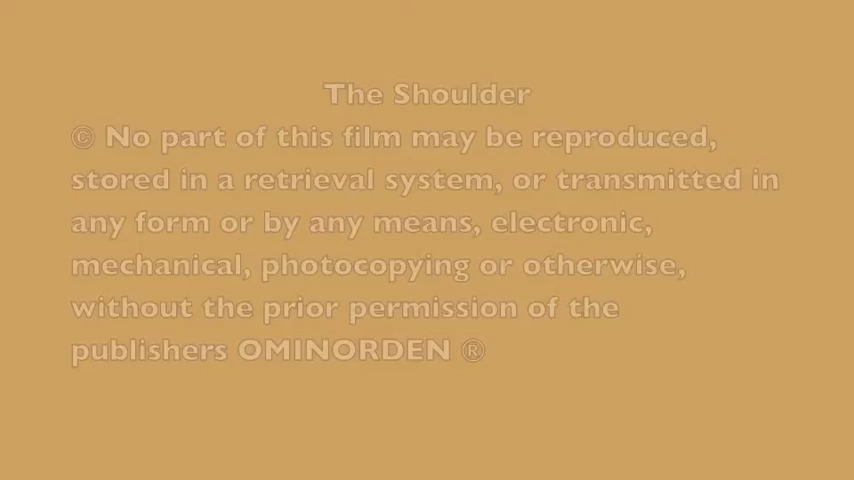 The Shoulder
© No part of this film may be reproduced,
stored in a retrieval system, or transmitted in
any form or by any means, electronic,
mechanical, photocopying or otherwise,
without the prior permission of the
publishers OMINORDEN ®